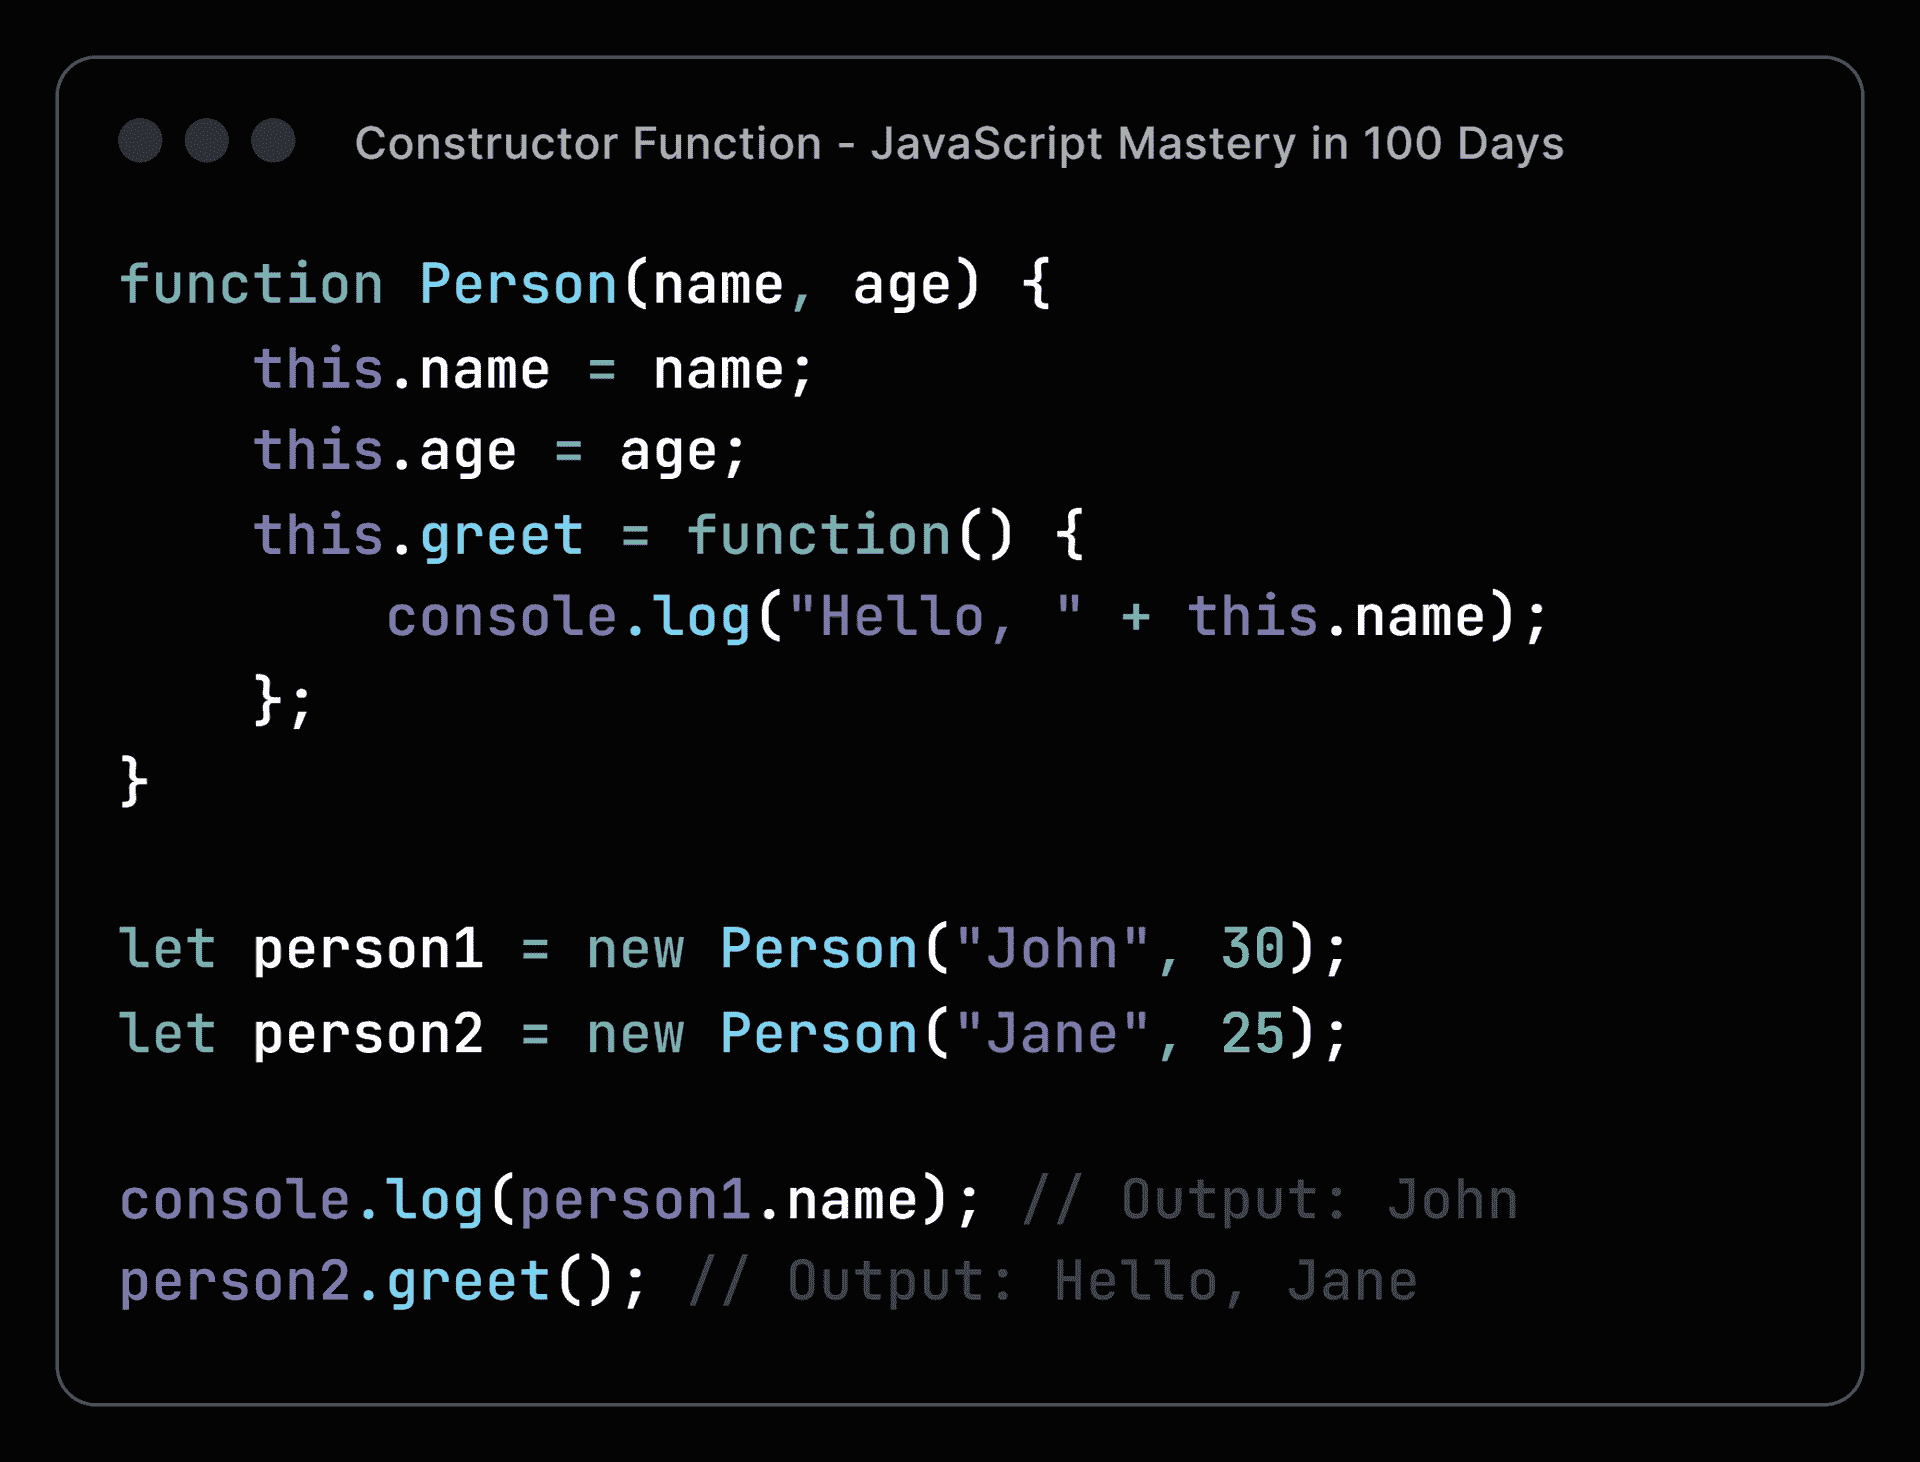 Constructor Function - JavaScript Mastery in 100 Days
function Person(name, age) {
    this.name = name;
    this.age = age;
    this.greet = function() {
        console.log("Hello, " + this.name);
    };
}
let person1 = new Person("John", 30);
let person2 = new Person("Jane", 25);
console.log(person1.name); // Output: John
person2.greet(); // Output: Hello, Jane